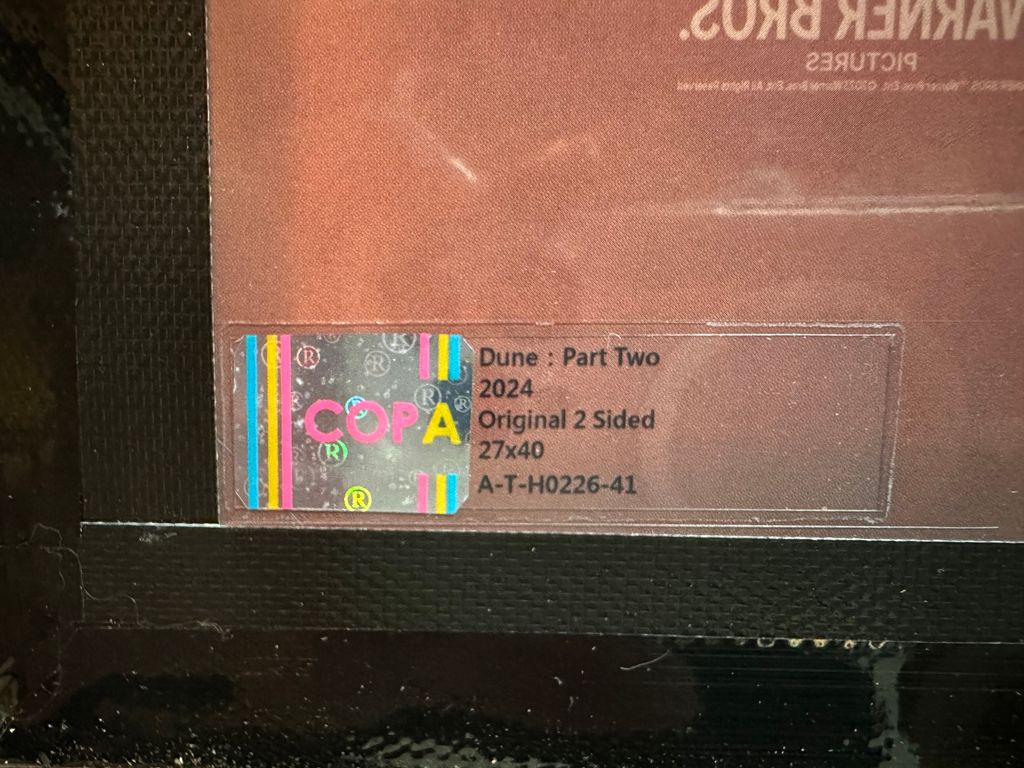 WARNER BROS.
PICTURES
Dune : Part Two
2024
COPA
Original 2 Sided
27x40
A-T-H0226-41